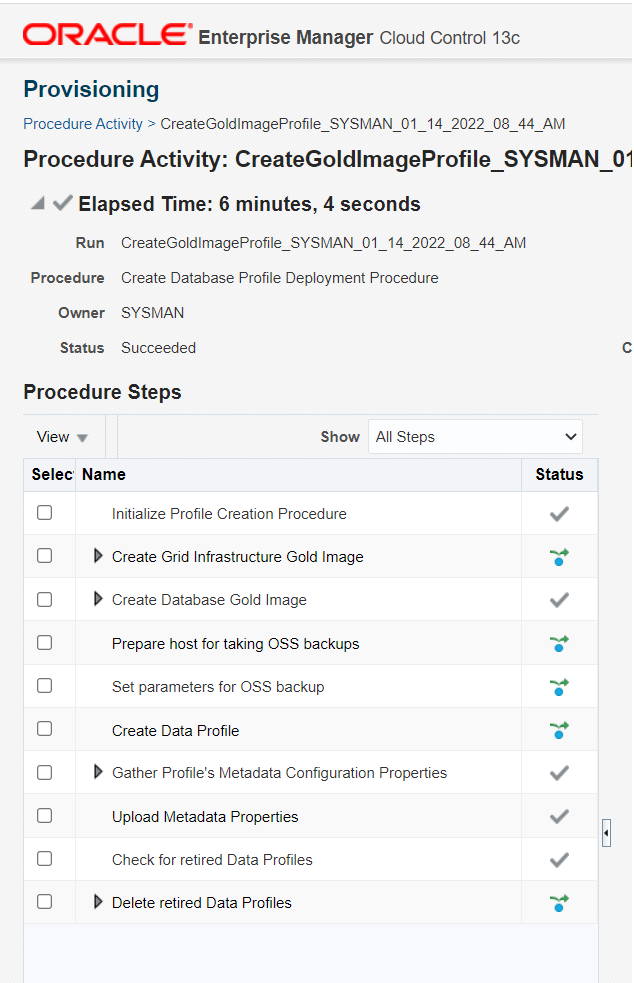 ORACLE® Enterprise Manager Cloud Control 13c
Provisioning
Procedure Activity > CreateGoldImageProfile_SYSMAN_01_14_2022_08_44_AM
Procedure Activity: CreateGoldImageProfile_SYSMAN_01
Elapsed Time: 6 minutes, 4 seconds
Run CreateGoldImageProfile_SYSMAN_01_14_2022_08_44_AM
Procedure Create Database Profile Deployment Procedure
Owner SYSMAN
Status Succeeded
C
Procedure Steps
View Show All Steps
Selec Name Status
Initialize Profile Creation Procedure
Create Grid Infrastructure Gold Image
Create Database Gold Image
Prepare host for taking OSS backups
Set parameters for OSS backup
Create Data Profile
Gather Profile's Metadata Configuration Properties
Upload Metadata Properties
Check for retired Data Profiles
Delete retired Data Profiles